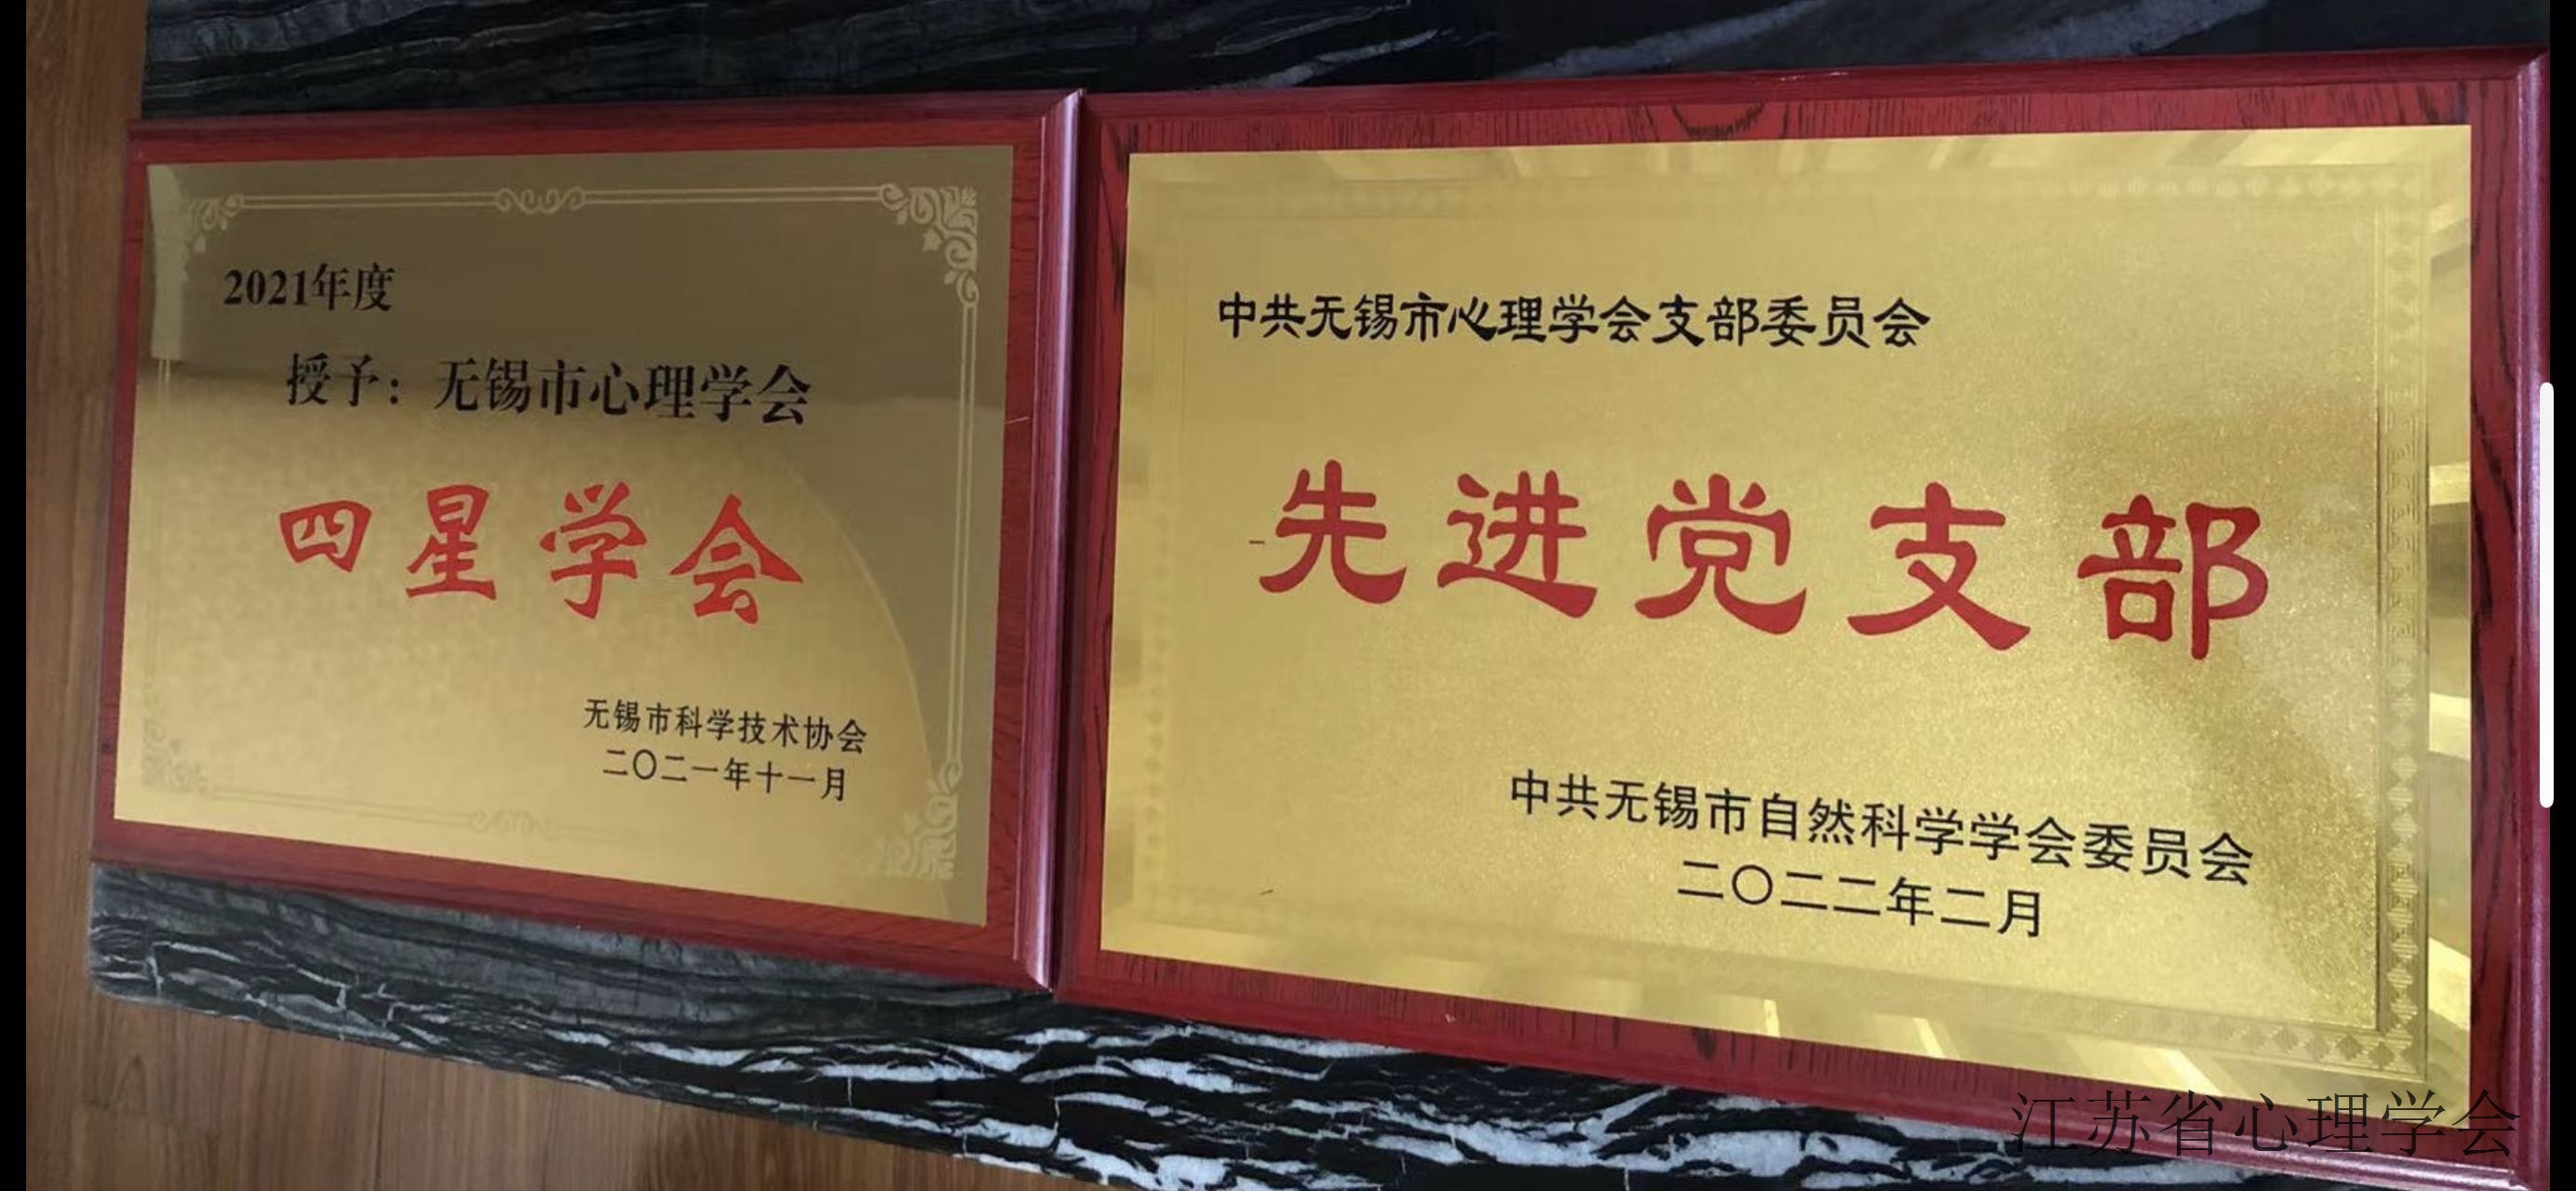 2021年度
授予：无锡市心理学会
四星学会
无锡市科学技术协会
二〇二一年十一月
中共无锡市心理学会支部委员会
先进党支部
中共无锡市自然科学学会委员会
二〇二二年二月
江苏省心理学会